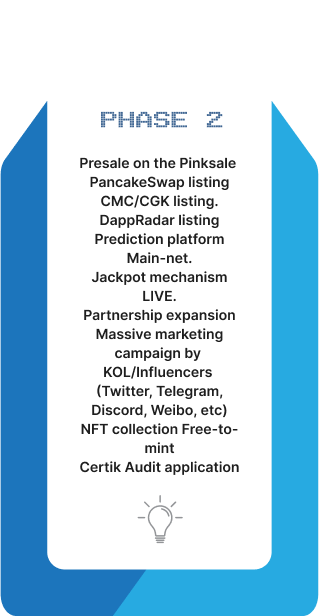 PHASE 2
Presale on the Pinksale
PancakeSwap listing
CMC/CGK listing.
DappRadar listing
Prediction platform
Main-net.
Jackpot mechanism
LIVE.
Partnership expansion
Massive marketing
campaign by
KOL/Influencers
(Twitter, Telegram,
Discord, Weibo, etc)
NFT collection Free-to-
mint
Certik Audit application